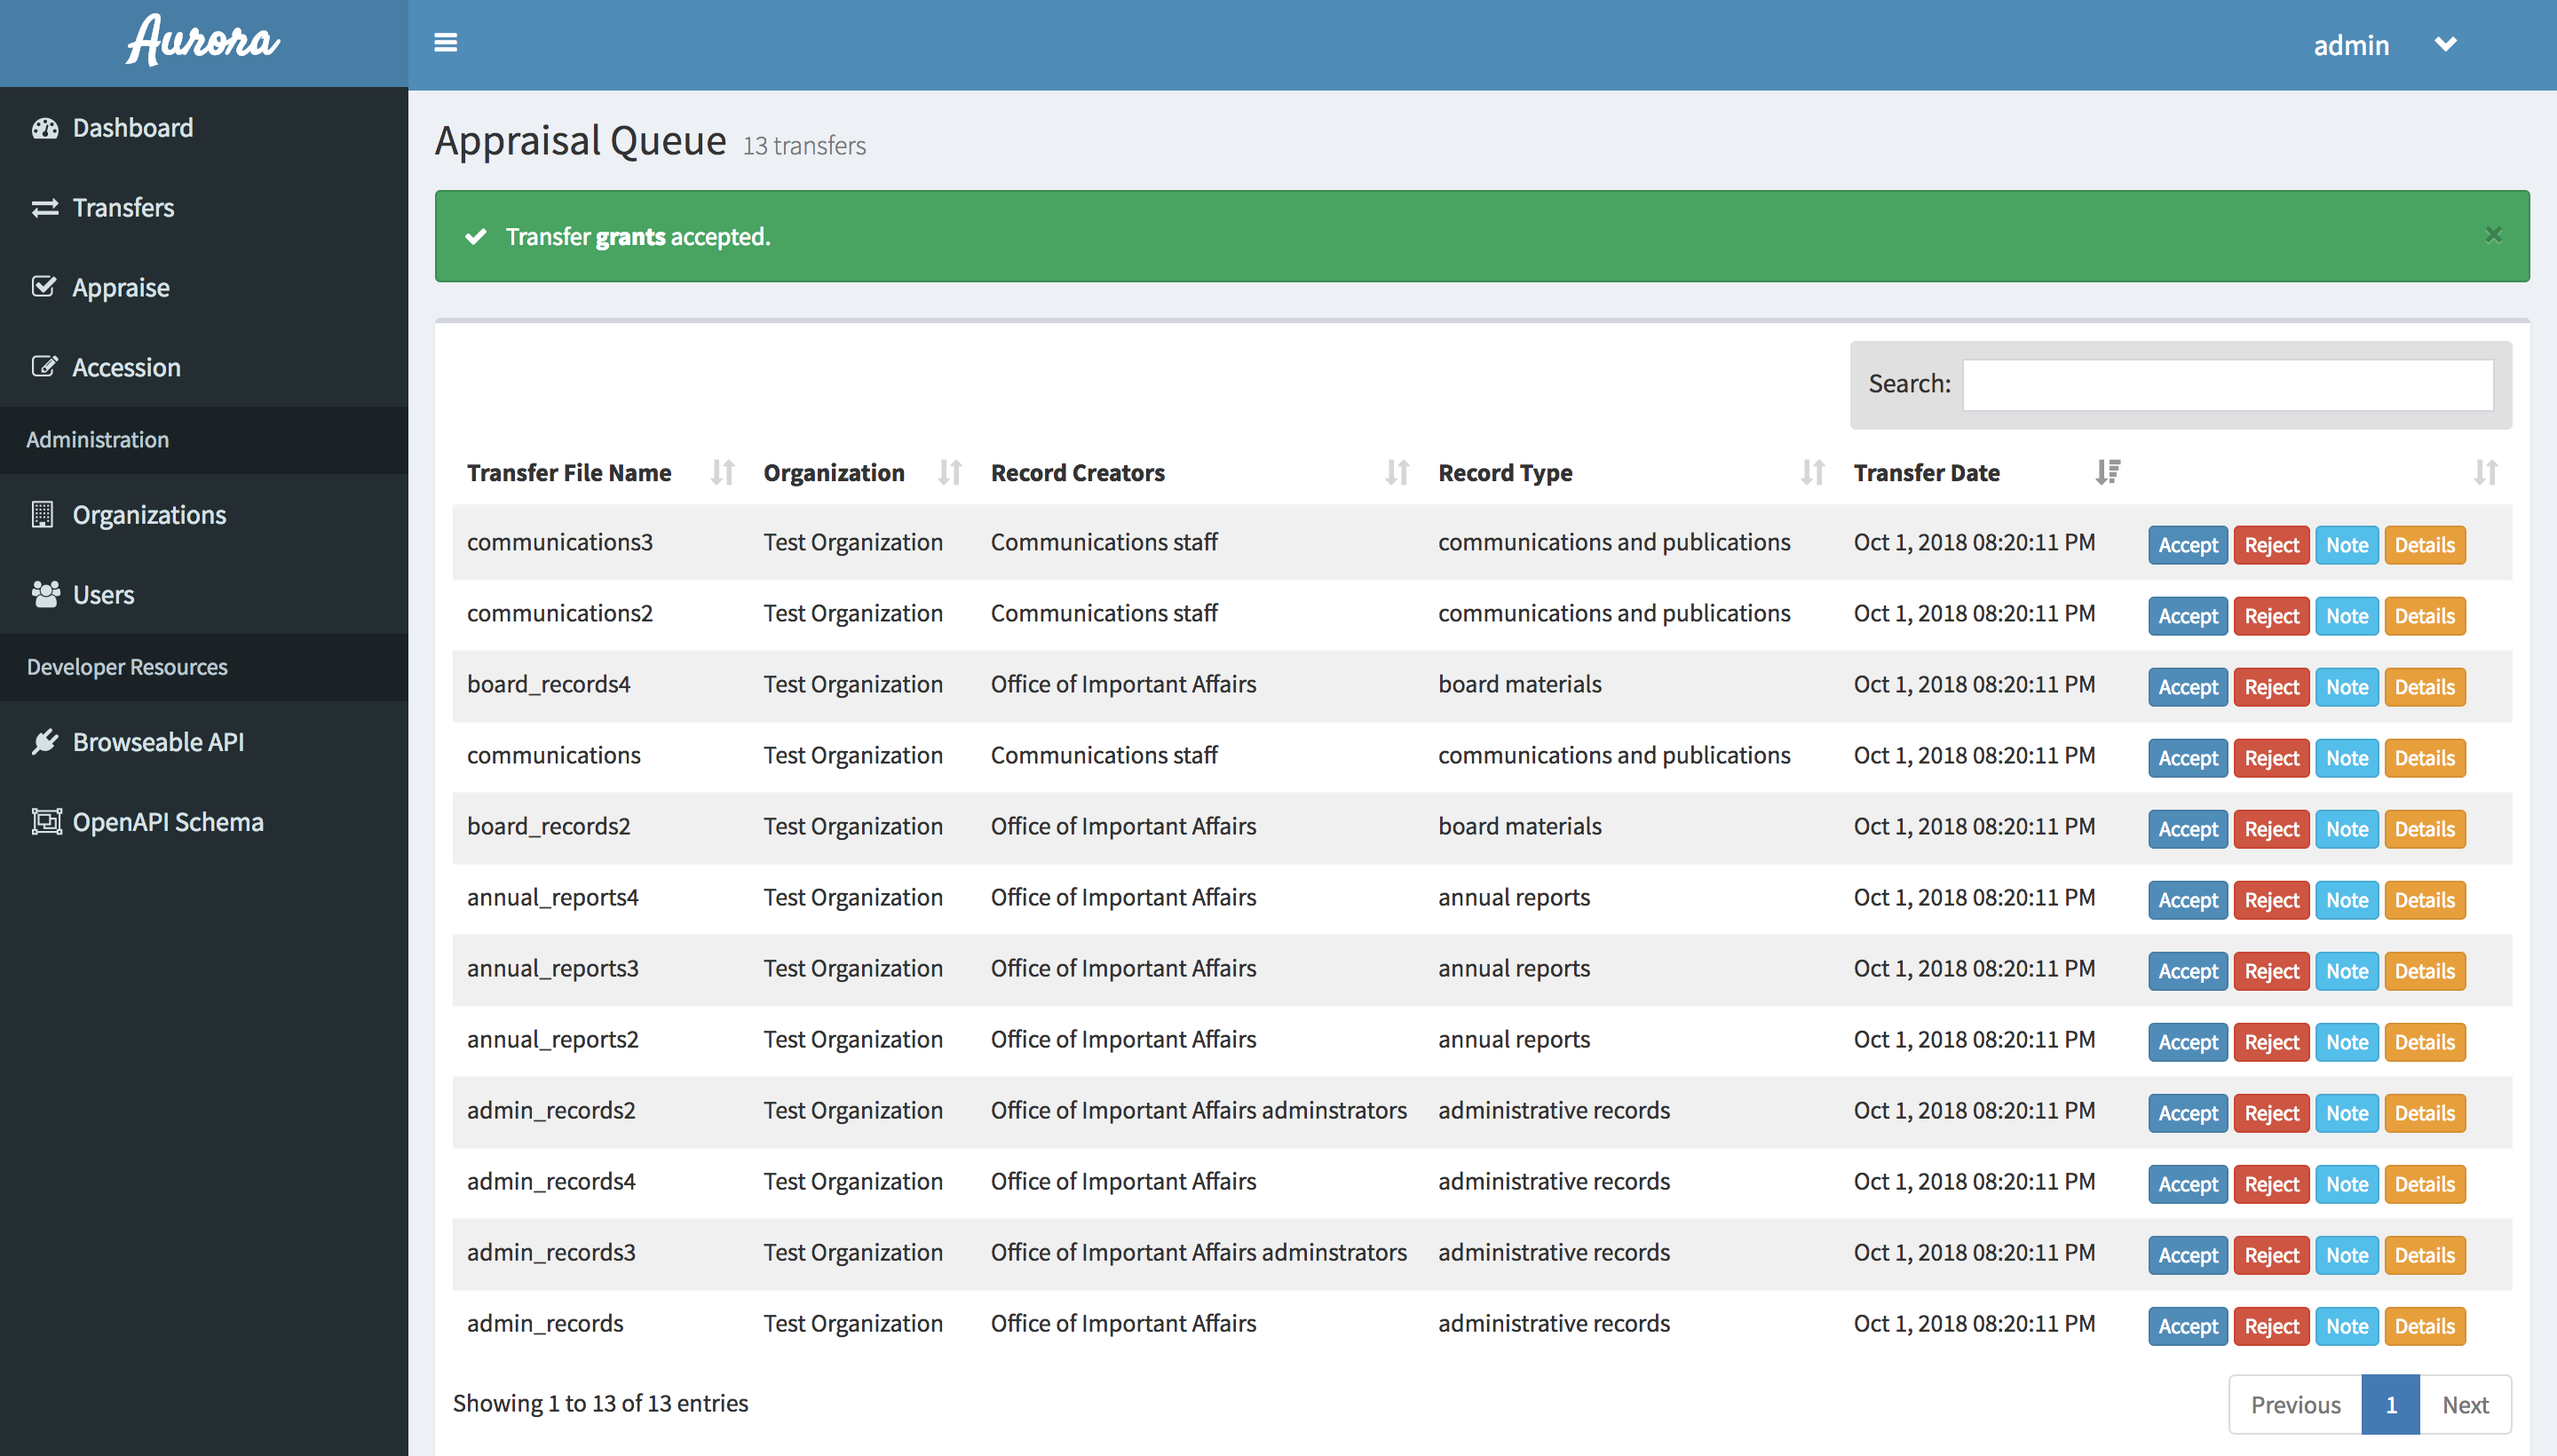 Aurora
admin
Dashboard
Transfers
Appraise
Accession
Administration
Organizations
Users
Developer Resources
Browseable API
OpenAPI Schema
Appraisal Queue 13 transfers
Transfer grants accepted. ×
Search:
Transfer File Name Organization Record Creators Record Type Transfer Date
communications3 Test Organization Communications staff communications and publications Oct 1, 2018 08:20:11 PM Accept Reject Note Details
communications2 Test Organization Communications staff communications and publications Oct 1, 2018 08:20:11 PM Accept Reject Note Details
board_records4 Test Organization Office of Important Affairs board materials Oct 1, 2018 08:20:11 PM Accept Reject Note Details
communications Test Organization Communications staff communications and publications Oct 1, 2018 08:20:11 PM Accept Reject Note Details
board_records2 Test Organization Office of Important Affairs board materials Oct 1, 2018 08:20:11 PM Accept Reject Note Details
annual_reports4 Test Organization Office of Important Affairs annual reports Oct 1, 2018 08:20:11 PM Accept Reject Note Details
annual_reports3 Test Organization Office of Important Affairs annual reports Oct 1, 2018 08:20:11 PM Accept Reject Note Details
annual_reports2 Test Organization Office of Important Affairs annual reports Oct 1, 2018 08:20:11 PM Accept Reject Note Details
admin_records2 Test Organization Office of Important Affairs adminstrators administrative records Oct 1, 2018 08:20:11 PM Accept Reject Note Details
admin_records4 Test Organization Office of Important Affairs administrative records Oct 1, 2018 08:20:11 PM Accept Reject Note Details
admin_records3 Test Organization Office of Important Affairs adminstrators administrative records Oct 1, 2018 08:20:11 PM Accept Reject Note Details
admin_records Test Organization Office of Important Affairs administrative records Oct 1, 2018 08:20:11 PM Accept Reject Note Details
Showing 1 to 13 of 13 entries
Previous 1 Next